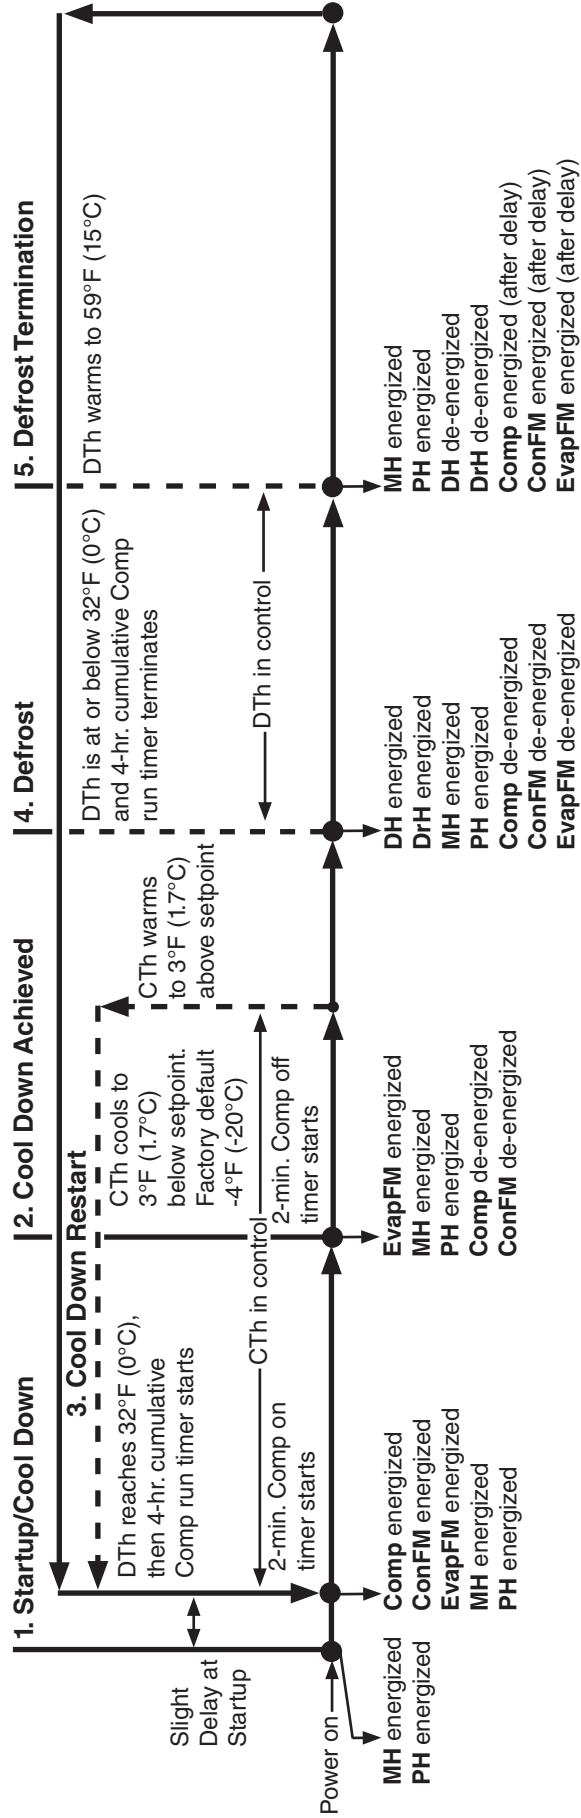 1. Startup/Cool Down
2. Cool Down Achieved
4. Defrost
5. Defrost Termination
3. Cool Down Restart
Slight
Delay at
Startup
DTh reaches 32°F (0°C),
then 4-hr. cumulative
Comp run timer starts
CTh cools to
3°F (1.7°C)
below setpoint.
Factory default
-4°F (-20°C)
CTh warms
to 3°F (1.7°C)
above setpoint
DTh is at or below 32°F (0°C)
and 4-hr. cumulative Comp
run timer terminates
DTh warms to 59°F (15°C)
CTh in control
DTh in control
2-min. Comp on
timer starts
2-min. Comp off
timer starts
Power on
MH energized
PH energized
Comp energized
ConFM energized
EvapFM energized
MH energized
PH energized
EvapFM energized
MH energized
PH energized
Comp de-energized
ConFM de-energized
DH energized
DrH energized
MH energized
PH energized
Comp de-energized
ConFM de-energized
EvapFM de-energized
MH energized
PH energized
DH de-energized
DrH de-energized
Comp energized (after delay)
ConFM energized (after delay)
EvapFM energized (after delay)